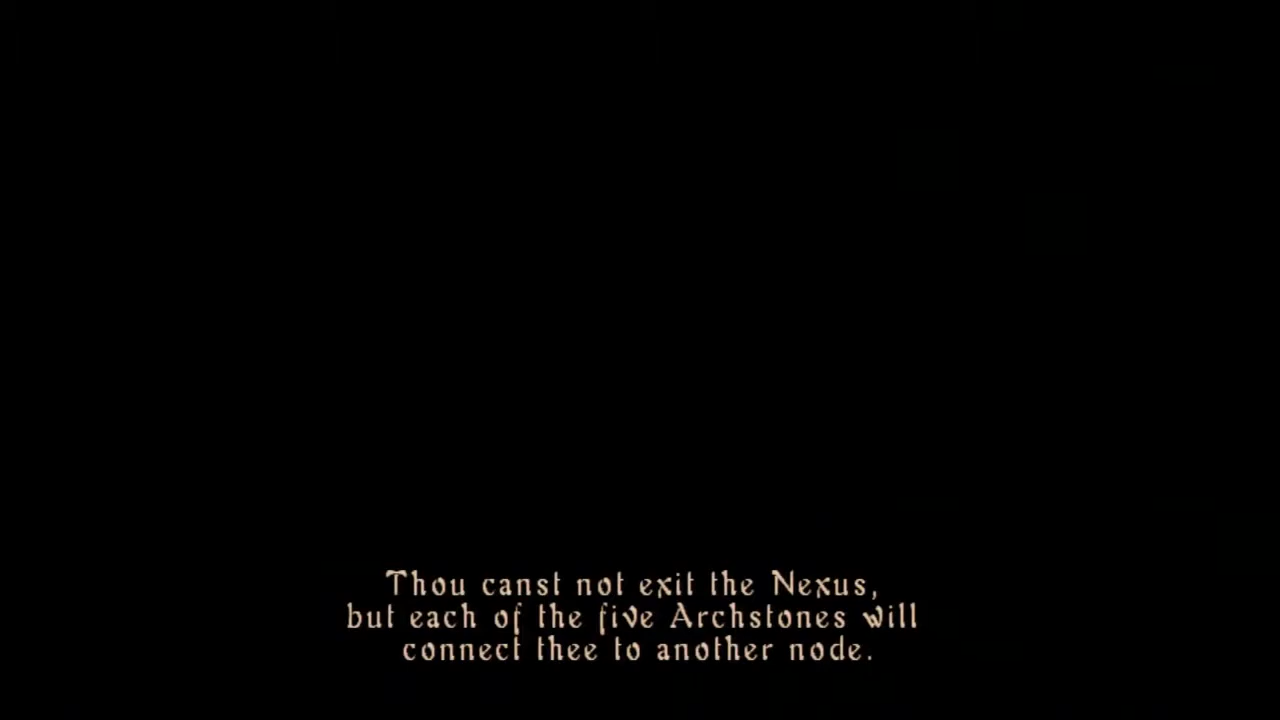 Thou canst not exit the Nexus,
but each of the five Archstones will
connect thee to another node.